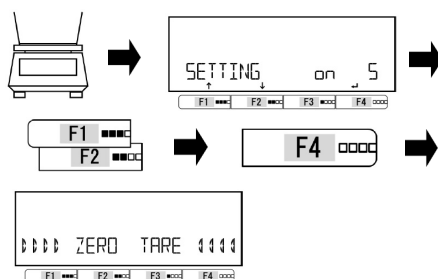 SETTING on 5
F1 F2 F3 F4
F1
F2
F4
ZERO TARE
F1 F2 F3 F4